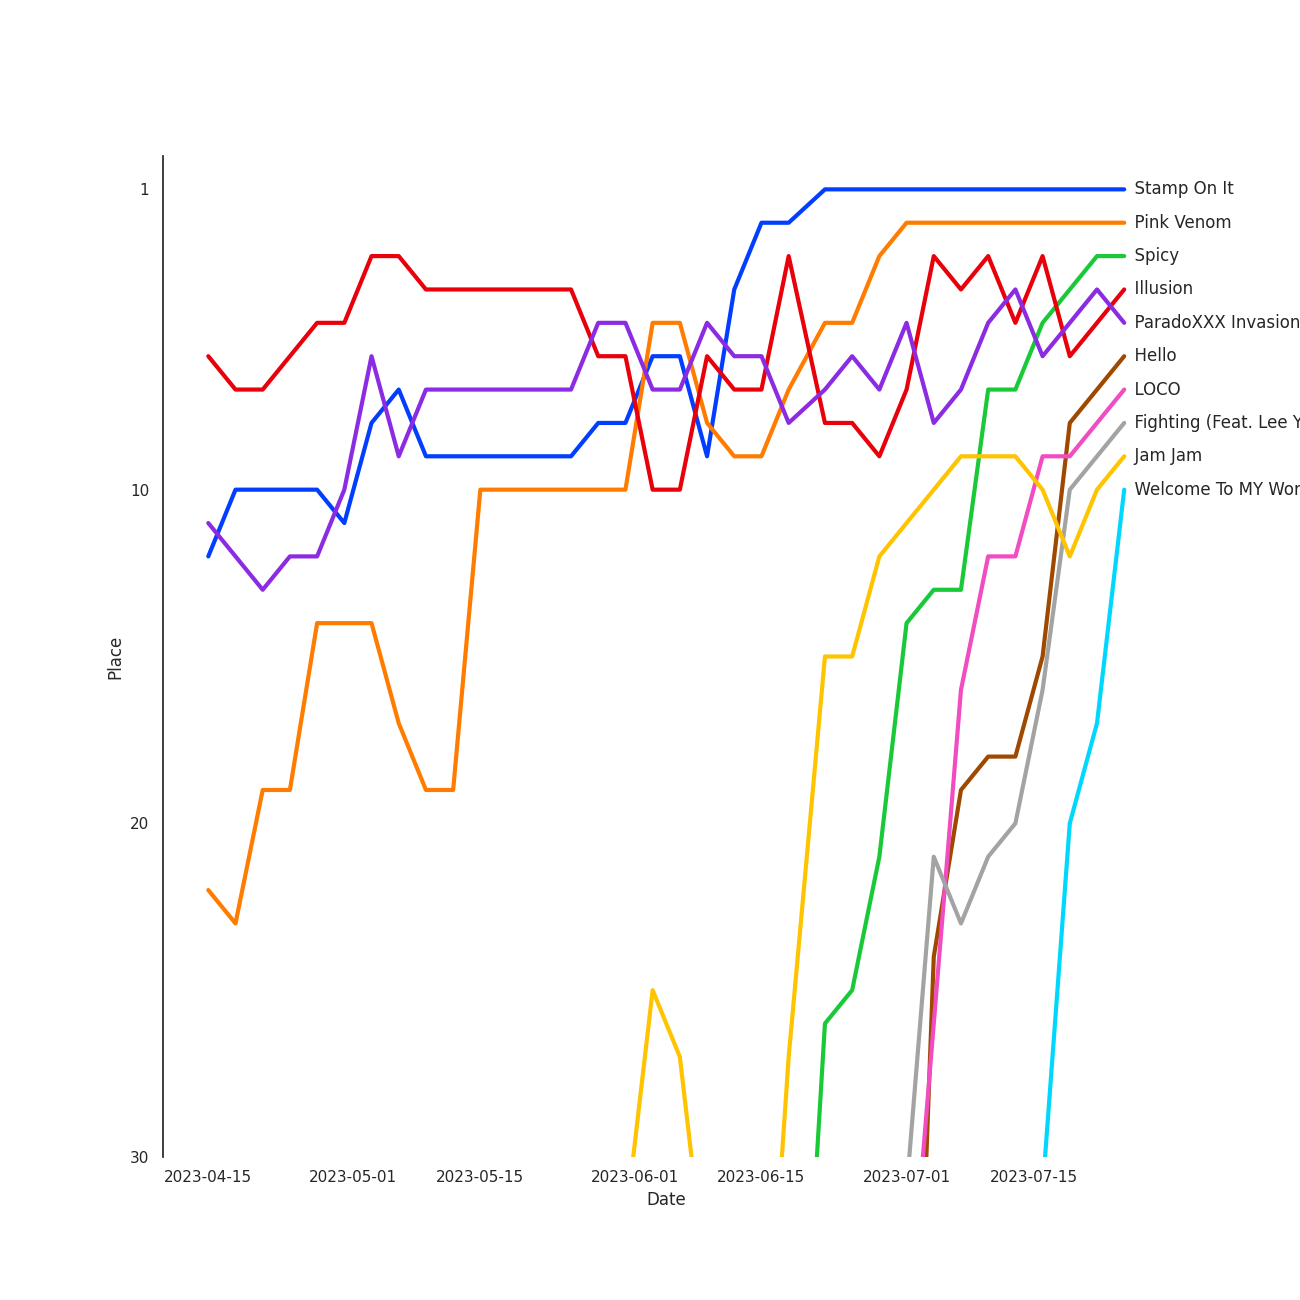 1
10
20
30
Place
Stamp On It
Pink Venom
Spicy
Illusion
ParadoXXX Invasion
Hello
LOCO
Fighting (Feat. Lee Y
Jam Jam
Welcome To MY Wor
2023-04-15
2023-05-01
2023-05-15
2023-06-01
2023-06-15
2023-07-01
2023-07-15
Date